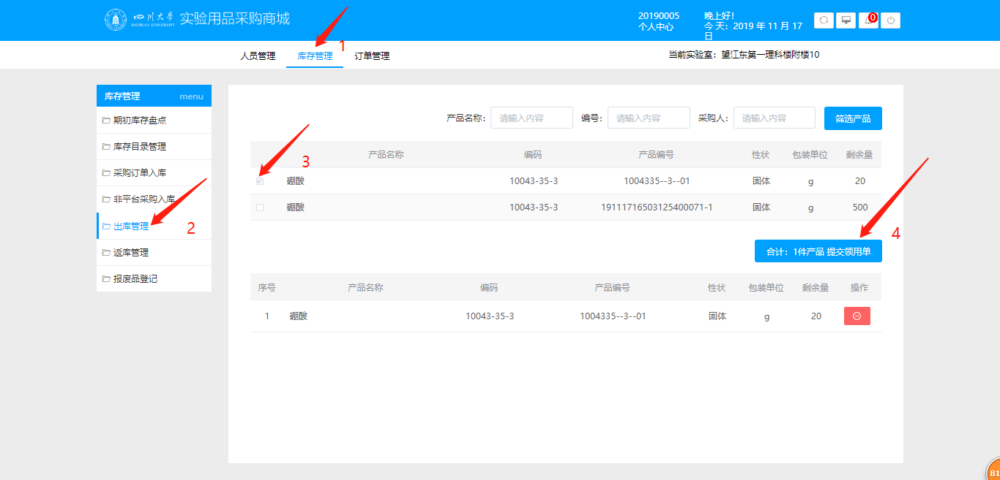 四川大學 实验用品采购商城
SICHUAN UNIVERSITY
20190005
个人中心
晚上好!
今 天: 2019 年 11 月 17
日
0
1
人员管理 库存管理 订单管理
当前实验室: 望江东第一理科楼附楼10
库存管理 menu
期初库存盘点
库存目录管理
采购订单入库
非平台采购入库
出库管理
2
返库管理
报废品登记
产品名称: 请输入内容 编号: 请输入内容 采购人: 请输入内容 筛选产品
产品名称 编码 产品编号 性状 包装单位 剩余量
3
硼酸 10043-35-3 1004335--3--01 固体 g 20
硼酸 10043-35-3 19111716503125400071-1 固体 g 500
4
合计: 1件产品 提交领用单
序号 产品名称 编码 产品编号 性状 包装单位 剩余量 操作
1 硼酸 10043-35-3 1004335--3--01 固体 g 20
81